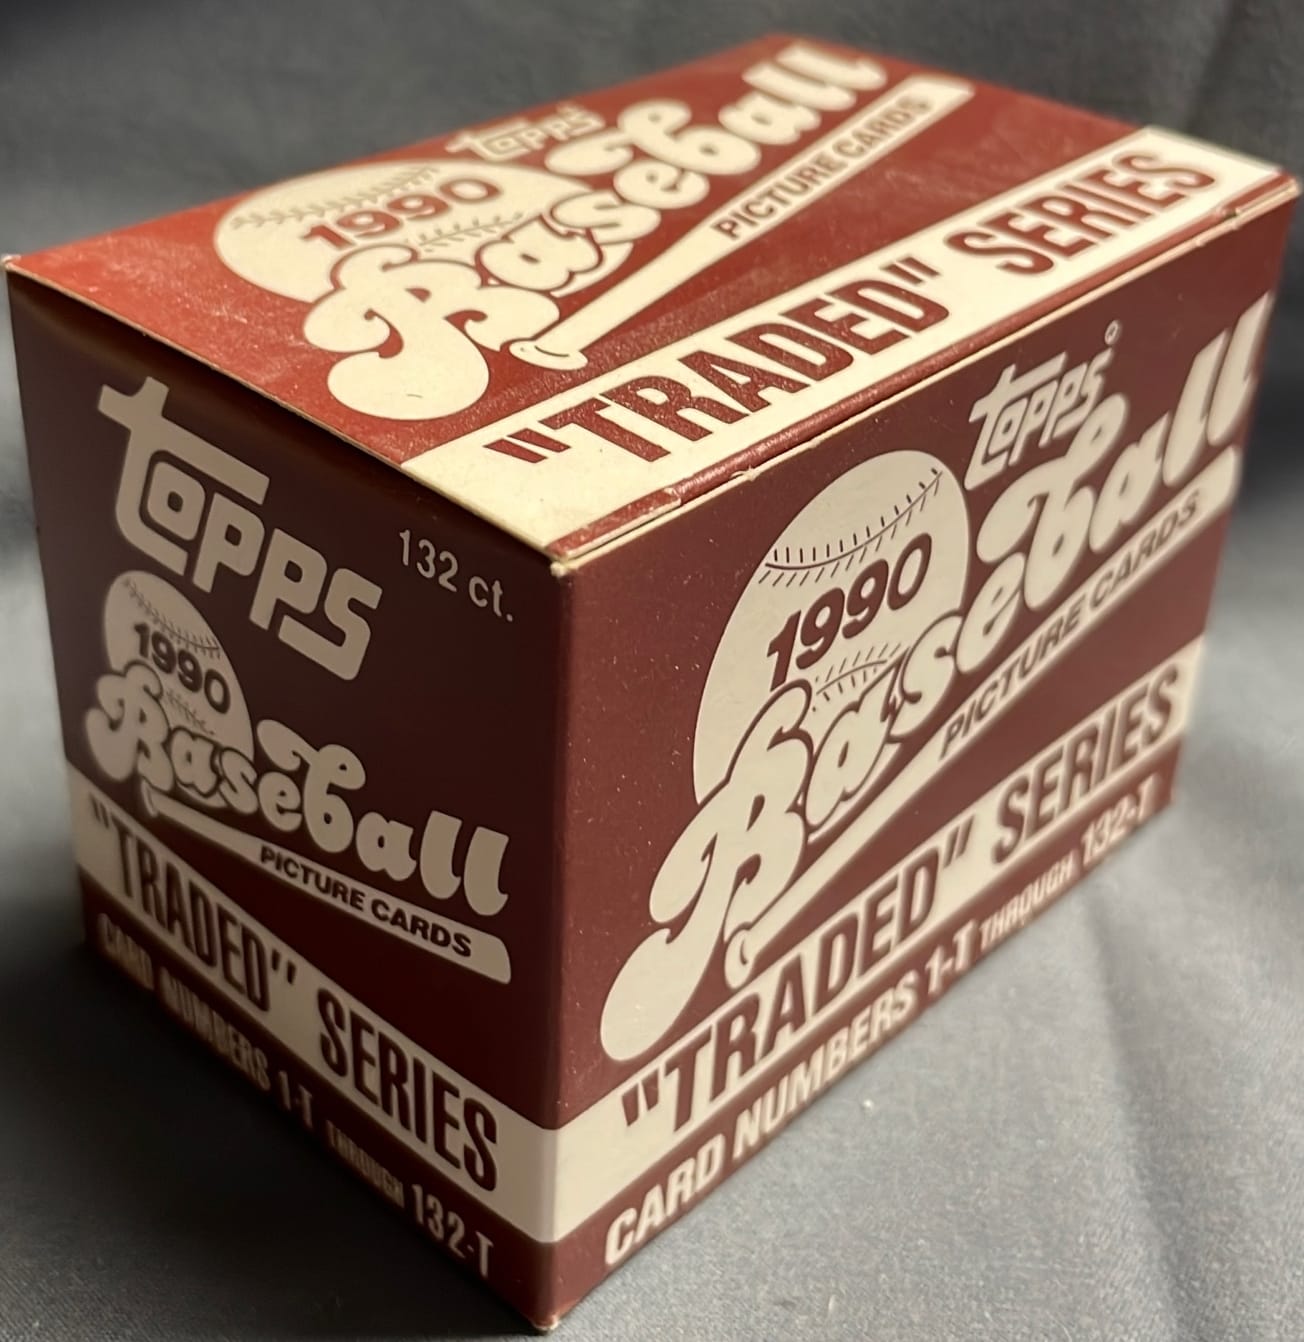 Topps
1990
Baseball
PICTURE CARDS
"TRADED" SERIES
Topps
132 ct.
1990
Baseball
PICTURE CARDS
"TRADED" SERIES
CARD NUMBERS 1-T THROUGH 132-T
Topps®
1990
Baseball
PICTURE CARDS
"TRADED" SERIES
CARD NUMBERS 1-T THROUGH 132-T